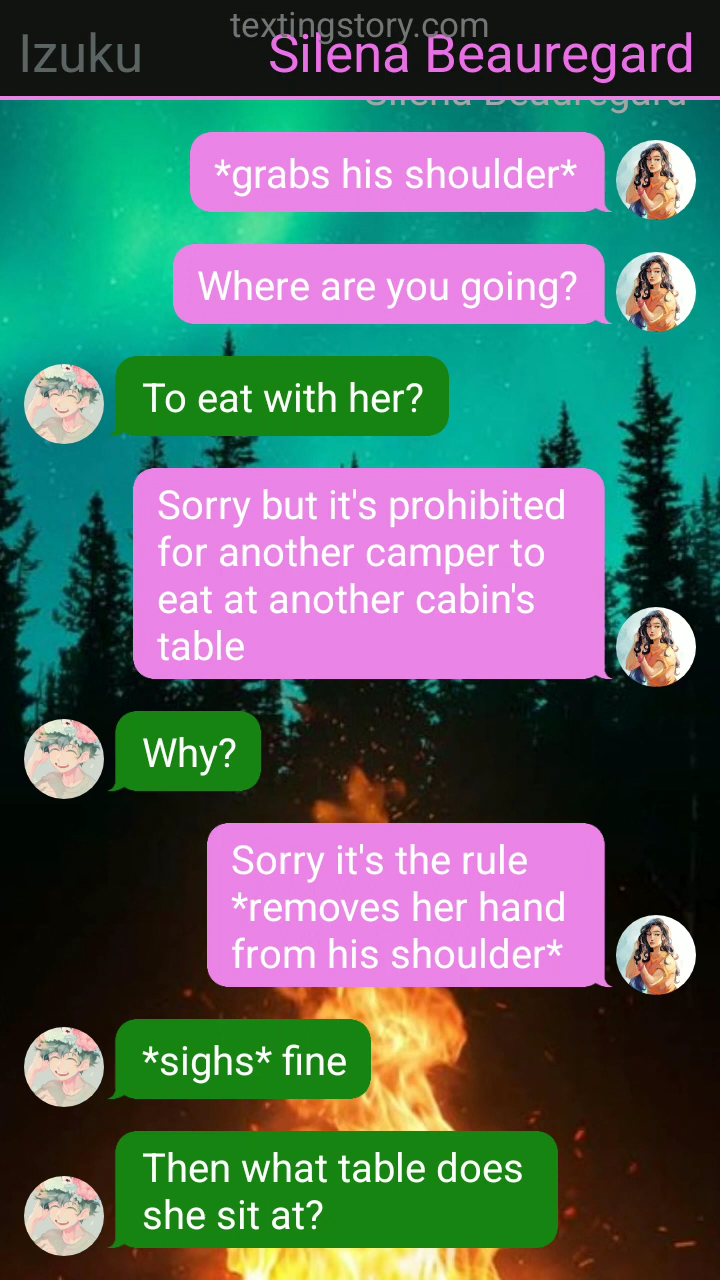 textingstory.com
Izuku
Silena Beauregard
Silena Beauregard
*grabs his shoulder*
Where are you going?
To eat with her?
Sorry but it's prohibited
for another camper to
eat at another cabin's
table
Why?
Sorry it's the rule
*removes her hand
from his shoulder*
*sighs* fine
Then what table does
she sit at?